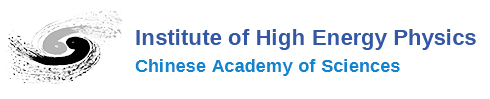 Institute of High Energy Physics
Chinese Academy of Sciences